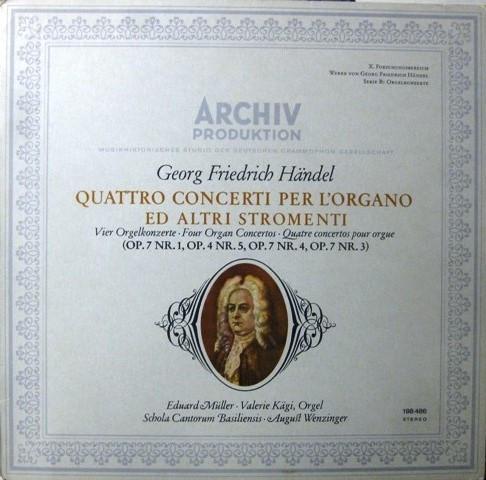 X. Forschungsbereich
Werke von Georg Friedrich Händel
Serie B: Orgelkonzerte
ARCHIV
PRODUKTION
MUSIKHISTORISCHES STUDIO DER DEUTSCHEN GRAMMOPHON GESELLSCHAFT
Georg Friedrich Händel
QUATTRO CONCERTI PER L'ORGANO
ED ALTRI STROMENTI
Vier Orgelkonzerte · Four Organ Concertos · Quatre concertos pour orgue
(OP. 7 NR. 1, OP. 4 NR. 5, OP. 7 NR. 4, OP. 7 NR. 3)
Eduard Müller · Valerie Kägi, Orgel
Schola Cantorum Basiliensis · August Wenzinger
198 486
STEREO